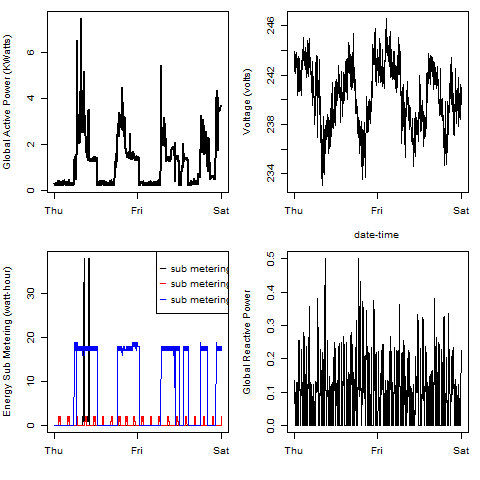 Global Active Power (KWatts)
0 2 4 6
Thu Fri Sat
Voltage (volts)
234 238 242 246
Thu Fri Sat
date-time
Energy Sub Metering (watt-hour)
0 10 20 30
sub metering
sub metering
sub metering
Thu Fri Sat
Global Reactive Power
0.0 0.1 0.2 0.3 0.4 0.5
Thu Fri Sat